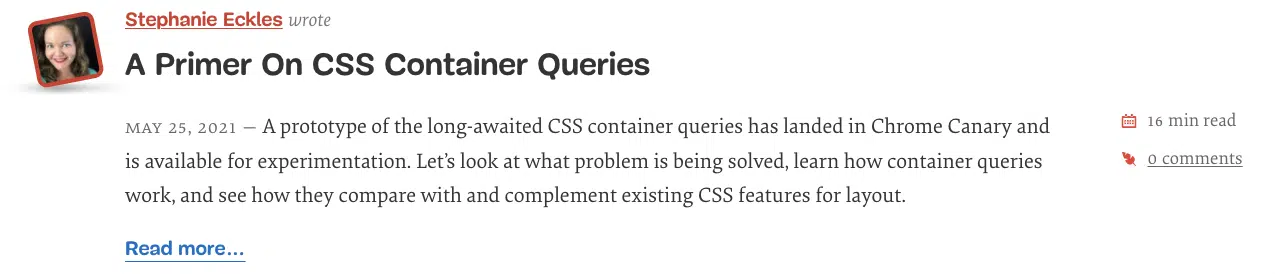 Stephanie Eckles wrote
A Primer On CSS Container Queries
MAY 25, 2021 — A prototype of the long-awaited CSS container queries has landed in Chrome Canary and
is available for experimentation. Let’s look at what problem is being solved, learn how container queries
work, and see how they compare with and complement existing CSS features for layout.
Read more…
16 min read
0 comments